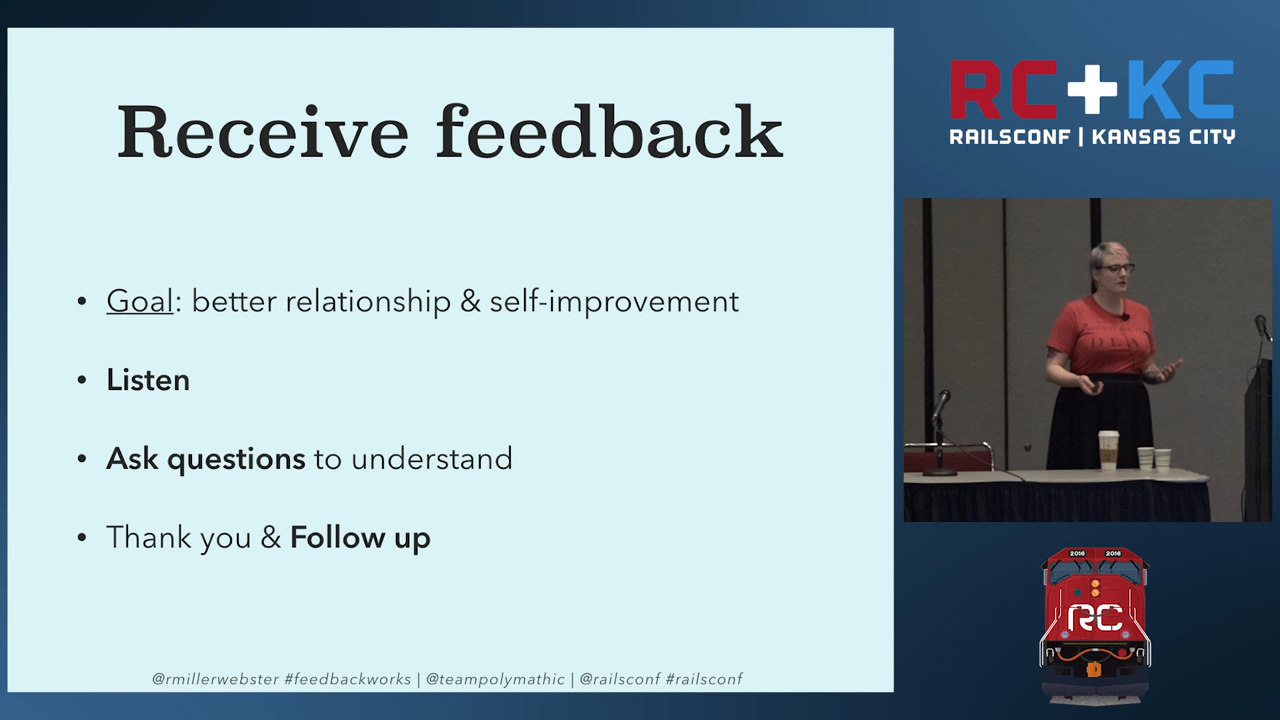 Receive feedback
• Goal: better relationship & self-improvement
• Listen
• Ask questions to understand
• Thank you & Follow up
@rmillerwebster #feedbackworks | @teampolymathic | @railsconf #railsconf
RC+KC
RAILSCONF | KANSAS CITY
2016 2016
RC